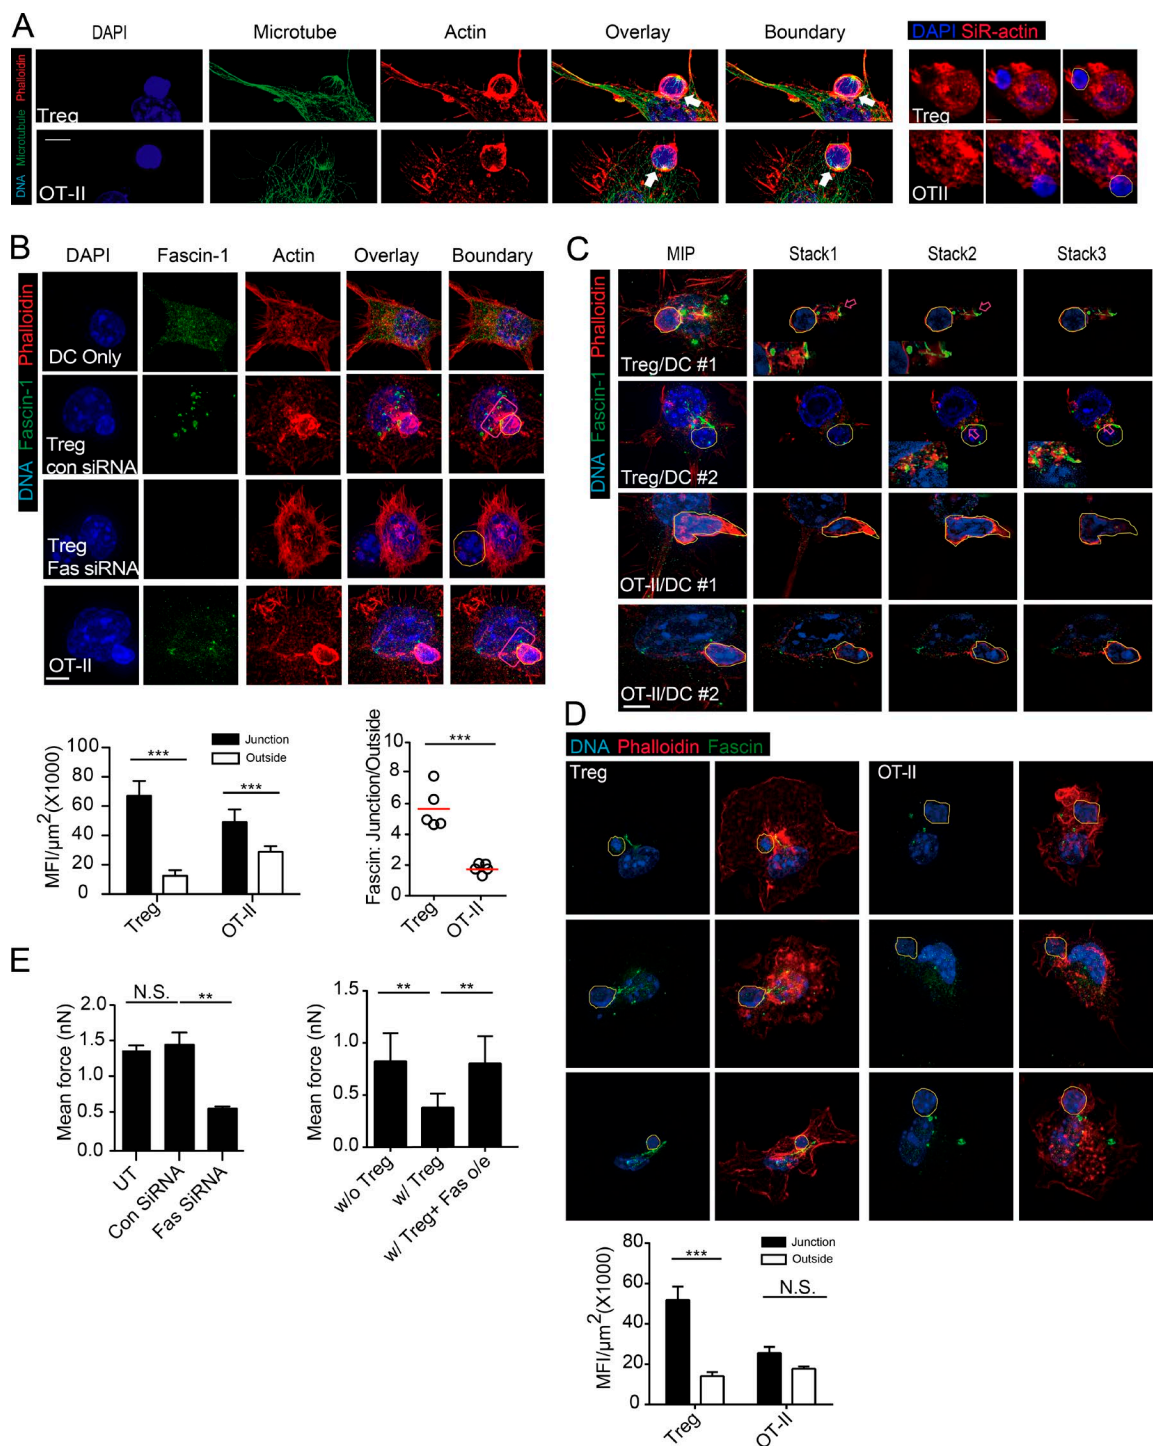 A
DAPI Microtube Actin Overlay Boundary
DAPI SiR-actin
DNA Microtubule Phalloidin
Treg
Treg
OT-II
OTII
B
DAPI Fascin-1 Actin Overlay Boundary
DNA Fascin-1 Phalloidin
DC Only
Treg
con siRNA
Treg
Fas siRNA
OT-II
100
80
60
40
20
0
MFI/µm²(X1000)
***
***
Junction
Outside
Treg
OT-II
10
8
6
4
2
0
Fascin: Junction/Outside
***
Treg
OT-II
C
MIP Stack1 Stack2 Stack3
DNA Fascin-1 Phalloidin
Treg/DC #1
Treg/DC #2
OT-II/DC #1
OT-II/DC #2
D
DNA Phalloidin Fascin
Treg
OT-II
80
60
40
20
0
MFI/µm²(X1000)
***
N.S.
Junction
Outside
Treg
OT-II
E
2.0
1.5
1.0
0.5
0.0
Mean force (nN)
N.S.
**
UT
Con SiRNA
Fas SiRNA
1.5
1.0
0.5
0.0
Mean force (nN)
**
**
w/o Treg
w/ Treg
w/ Treg+ Fas o/e